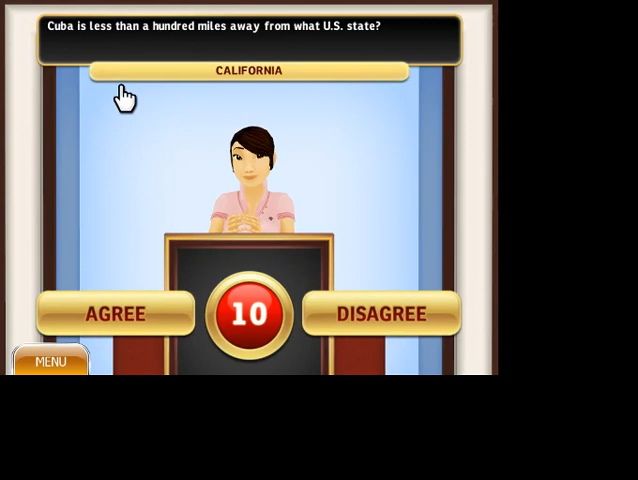 Cuba is less than a hundred miles away from what U.S. state?
CALIFORNIA
AGREE
10
DISAGREE
MENU